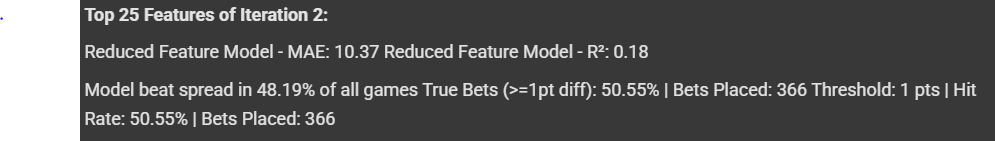 Top 25 Features of Iteration 2:
Reduced Feature Model - MAE: 10.37 Reduced Feature Model - R²: 0.18
Model beat spread in 48.19% of all games True Bets (>=1pt diff): 50.55% | Bets Placed: 366 Threshold: 1 pts | Hit
Rate: 50.55% | Bets Placed: 366